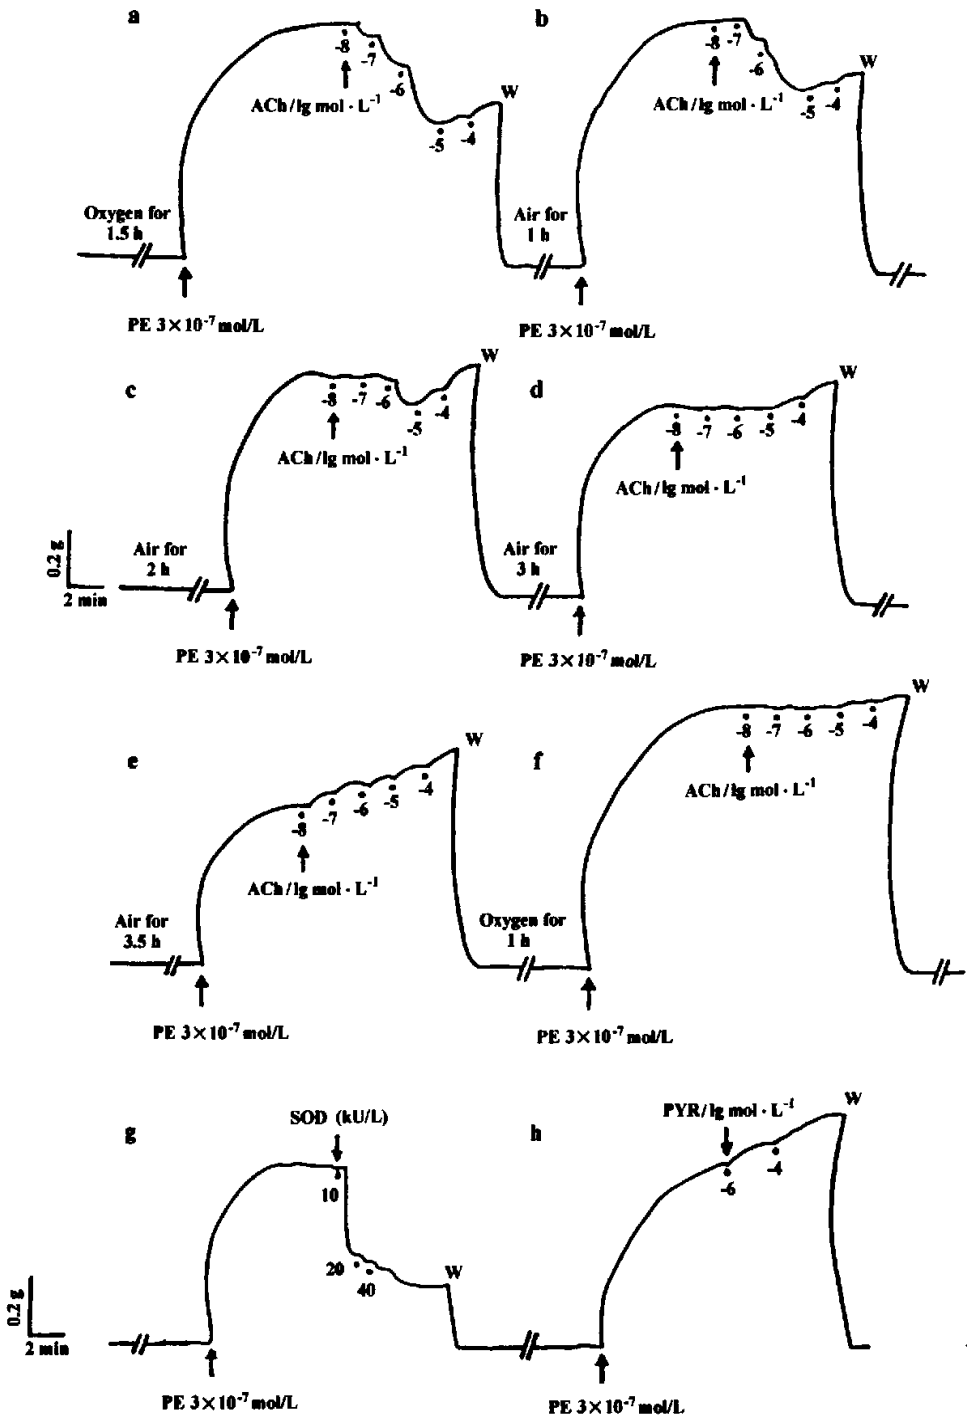 a
-8
-7
-6
-5
-4
W
ACh/lg mol · L⁻¹
Oxygen for
1.5 h
PE 3×10⁻⁷ mol/L
b
-8
-7
-6
-5
-4
W
ACh/lg mol · L⁻¹
Air for
1 h
PE 3×10⁻⁷ mol/L
c
-8
-7
-6
-5
-4
W
ACh/lg mol · L⁻¹
0.2 g
2 min
Air for
2 h
PE 3×10⁻⁷ mol/L
d
-8
-7
-6
-5
-4
W
ACh/lg mol · L⁻¹
Air for
3 h
PE 3×10⁻⁷ mol/L
e
-8
-7
-6
-5
-4
W
ACh/lg mol · L⁻¹
Air for
3.5 h
PE 3×10⁻⁷ mol/L
f
-8
-7
-6
-5
-4
W
ACh/lg mol · L⁻¹
Oxygen for
1 h
PE 3×10⁻⁷ mol/L
g
SOD (kU/L)
10
20
40
W
0.2 g
2 min
PE 3×10⁻⁷ mol/L
h
PYR/lg mol · L⁻¹
-6
-4
W
PE 3×10⁻⁷ mol/L